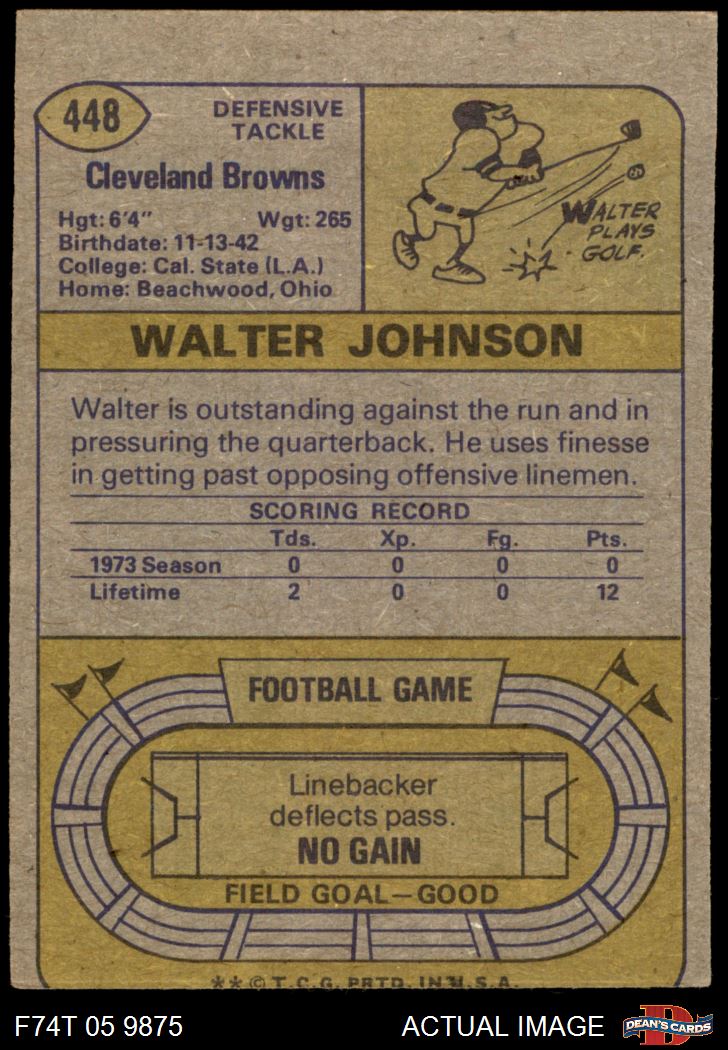 448
DEFENSIVE
TACKLE
Cleveland Browns
Hgt: 6'4" Wgt: 265
Birthdate: 11-13-42
College: Cal. State (L.A.)
Home: Beachwood, Ohio
WALTER
PLAYS
GOLF.
WALTER JOHNSON
Walter is outstanding against the run and in
pressuring the quarterback. He uses finesse
in getting past opposing offensive linemen.
SCORING RECORD
Tds. Xp. Fg. Pts.
1973 Season 0 0 0 0
Lifetime 2 0 0 12
FOOTBALL GAME
Linebacker
deflects pass.
NO GAIN
FIELD GOAL—GOOD
** © T.C.G. PRTD. IN U.S.A.
F74T 05 9875 ACTUAL IMAGE
D
DEAN'S CARDS